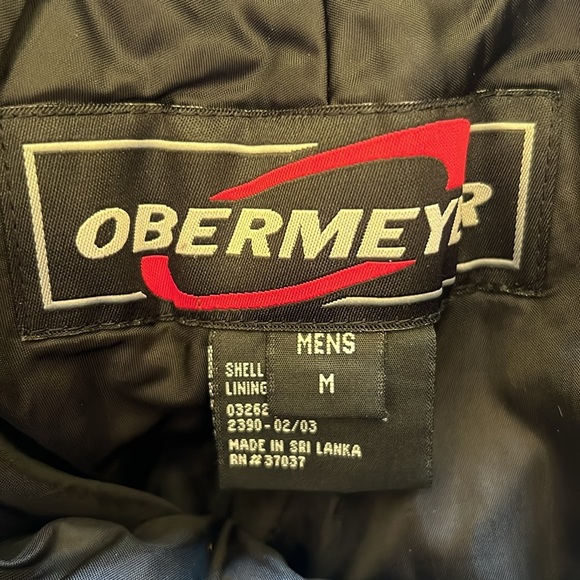 OBERMEYER
MENS
M
SHELL
LINING
03262
2390-02/03
MADE IN SRI LANKA
RN#37037